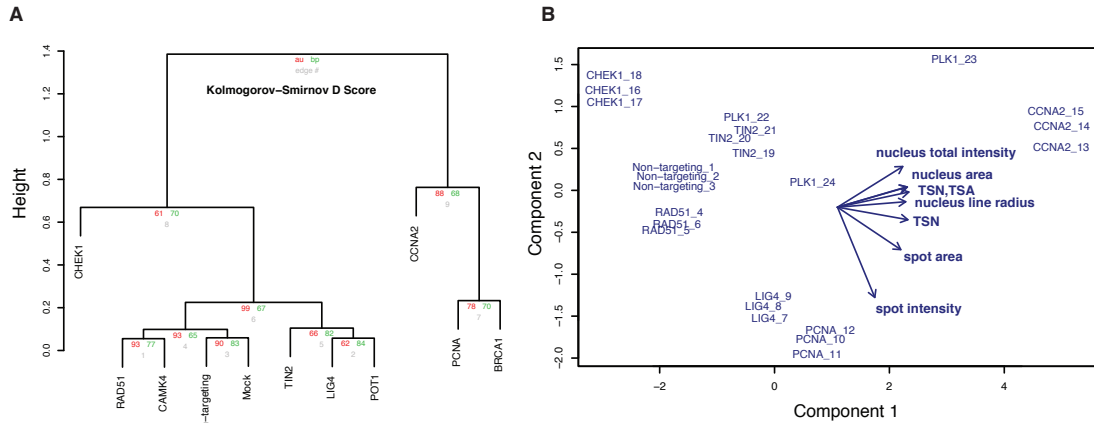 A
Height
1.4
1.2
1.0
0.8
0.6
0.4
0.2
0.0
au bp
edge #
Kolmogorov−Smirnov D Score
61 70
8
88 68
9
99 67
6
93 65
4
93 77
1
90 83
3
66 82
5
62 84
2
78 70
7
CHEK1
RAD51
CAMK4
−targeting
Mock
TIN2
LIG4
POT1
CCNA2
PCNA
BRCA1
B
Component 2
1.5
1.0
0.5
0.0
−0.5
−1.0
−1.5
−2.0
PLK1_23
CHEK1_18
CHEK1_16
CHEK1_17
CCNA2_15
CCNA2_14
CCNA2_13
PLK1_22
TIN2_21
TIN2_20
TIN2_19
nucleus total intensity
Non−targeting_1
Non−targeting_2
Non−targeting_3
PLK1_24
nucleus area
TSN,TSA
nucleus line radius
TSN
RAD51_4
RAD51_6
RAD51_5
spot area
LIG4_9
LIG4_8
LIG4_7
spot intensity
PCNA_12
PCNA_10
PCNA_11
−2 0 2 4
Component 1